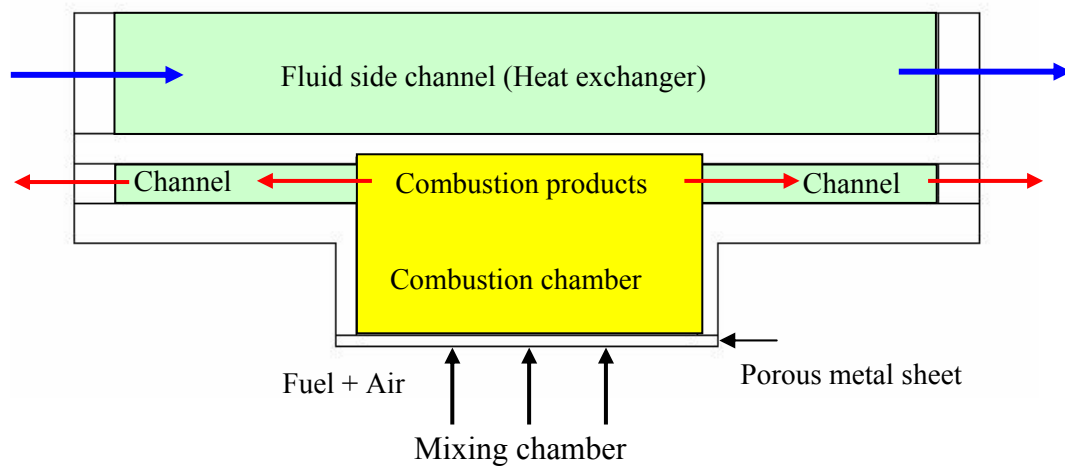 Fluid side channel (Heat exchanger)
Channel
Combustion products
Channel
Combustion chamber
Fuel + Air
Porous metal sheet
Mixing chamber